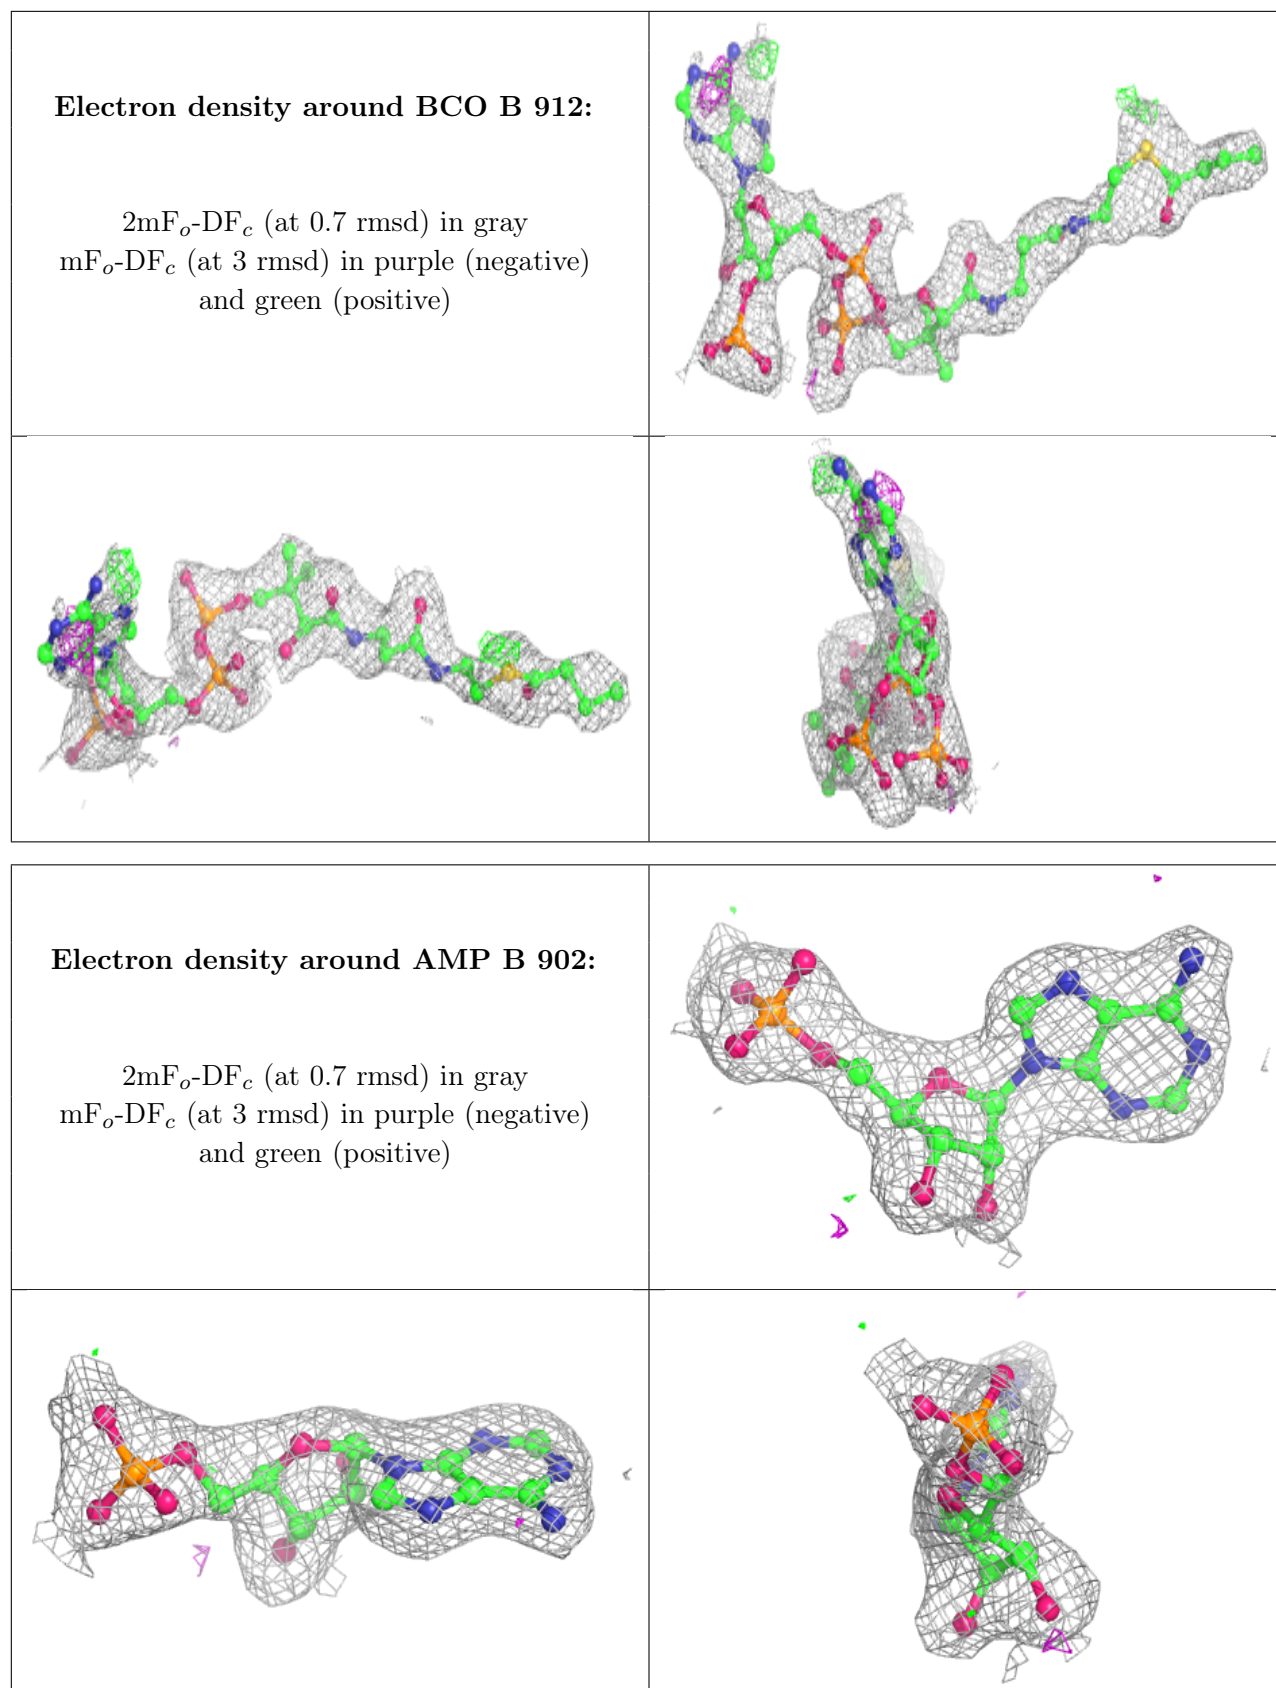 Electron density around BCO B 912:
2mFo-DFc (at 0.7 rmsd) in gray
mFo-DFc (at 3 rmsd) in purple (negative)
and green (positive)
Electron density around AMP B 902:
2mFo-DFc (at 0.7 rmsd) in gray
mFo-DFc (at 3 rmsd) in purple (negative)
and green (positive)